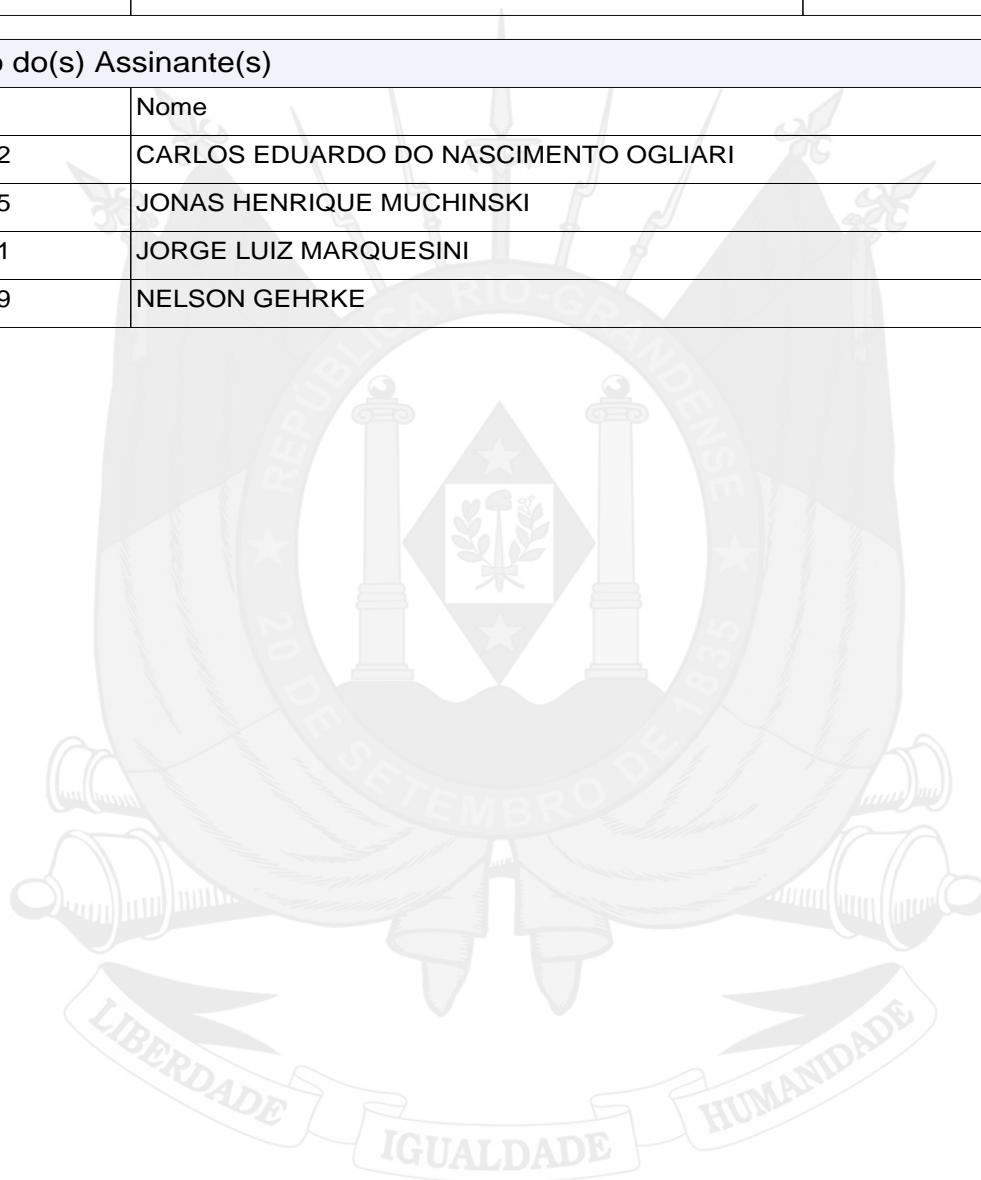 o do(s) Assinante(s)
Nome
2 CARLOS EDUARDO DO NASCIMENTO OGLIARI
5 JONAS HENRIQUE MUCHINSKI
1 JORGE LUIZ MARQUESINI
9 NELSON GEHRKE
REPÚBLICA RIO-GRANDENSE
20 DE SETEMBRO DE 1835
LIBERDADE IGUALDADE HUMANIDADE